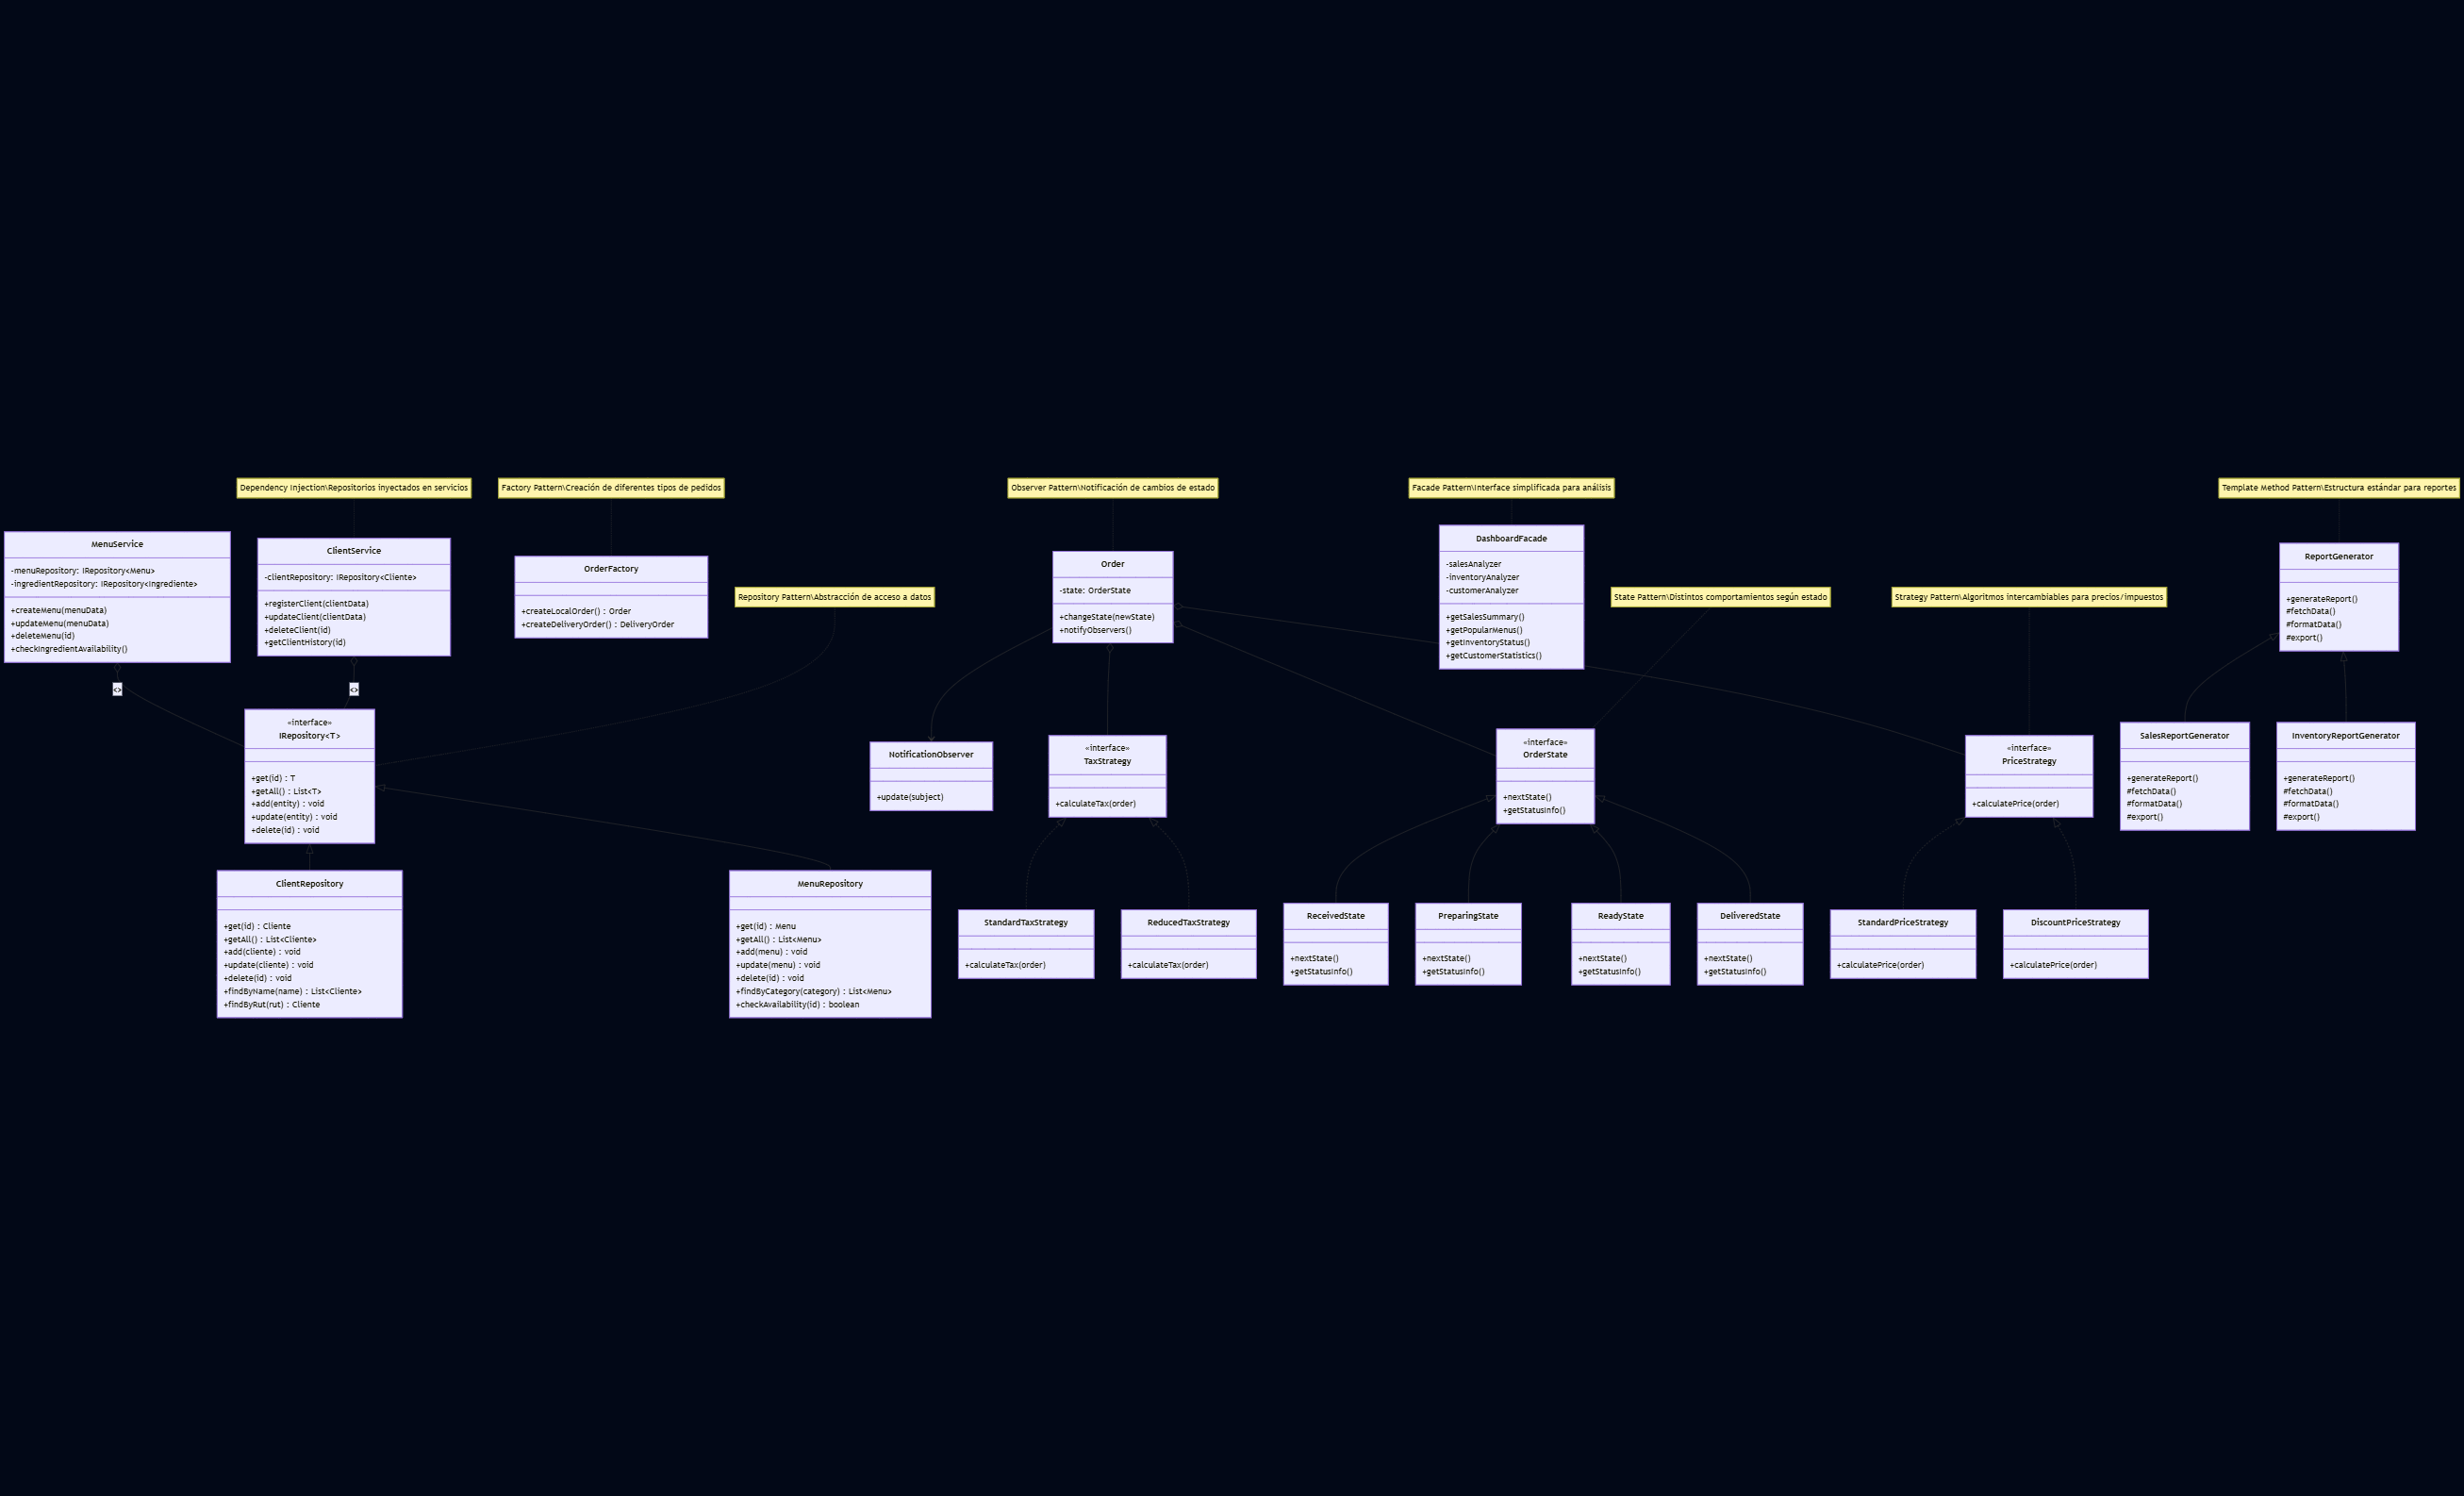 Dependency Injection\Repositorios inyectados en servicios
Factory Pattern\Creación de diferentes tipos de pedidos
Observer Pattern\Notificación de cambios de estado
Facade Pattern\Interface simplificada para análisis
Template Method Pattern\Estructura estándar para reportes
MenuService
-menuRepository: IRepository<Menu>
-ingredientRepository: IRepository<Ingrediente>
+createMenu(menuData)
+updateMenu(menuData)
+deleteMenu(id)
+checkIngredientAvailability()
ClientService
-clientRepository: IRepository<Cliente>
+registerClient(clientData)
+updateClient(clientData)
+deleteClient(id)
+getClientHistory(id)
OrderFactory
+createLocalOrder() : Order
+createDeliveryOrder() : DeliveryOrder
Repository Pattern\Abstracción de acceso a datos
Order
-state: OrderState
+changeState(newState)
+notifyObservers()
DashboardFacade
-salesAnalyzer
-inventoryAnalyzer
-customerAnalyzer
+getSalesSummary()
+getPopularMenus()
+getInventoryStatus()
+getCustomerStatistics()
State Pattern\Distintos comportamientos según estado
Strategy Pattern\Algoritmos intercambiables para precios/impuestos
ReportGenerator
+generateReport()
#fetchData()
#formatData()
#export()
<>
<>
«interface»
IRepository<T>
+get(id) : T
+getAll() : List<T>
+add(entity) : void
+update(entity) : void
+delete(id) : void
NotificationObserver
+update(subject)
«interface»
TaxStrategy
+calculateTax(order)
«interface»
OrderState
+nextState()
+getStatusInfo()
«interface»
PriceStrategy
+calculatePrice(order)
SalesReportGenerator
+generateReport()
#fetchData()
#formatData()
#export()
InventoryReportGenerator
+generateReport()
#fetchData()
#formatData()
#export()
ClientRepository
+get(id) : Cliente
+getAll() : List<Cliente>
+add(cliente) : void
+update(cliente) : void
+delete(id) : void
+findByName(name) : List<Cliente>
+findByRut(rut) : Cliente
MenuRepository
+get(id) : Menu
+getAll() : List<Menu>
+add(menu) : void
+update(menu) : void
+delete(id) : void
+findByCategory(category) : List<Menu>
+checkAvailability(id) : boolean
StandardTaxStrategy
+calculateTax(order)
ReducedTaxStrategy
+calculateTax(order)
ReceivedState
+nextState()
+getStatusInfo()
PreparingState
+nextState()
+getStatusInfo()
ReadyState
+nextState()
+getStatusInfo()
DeliveredState
+nextState()
+getStatusInfo()
StandardPriceStrategy
+calculatePrice(order)
DiscountPriceStrategy
+calculatePrice(order)